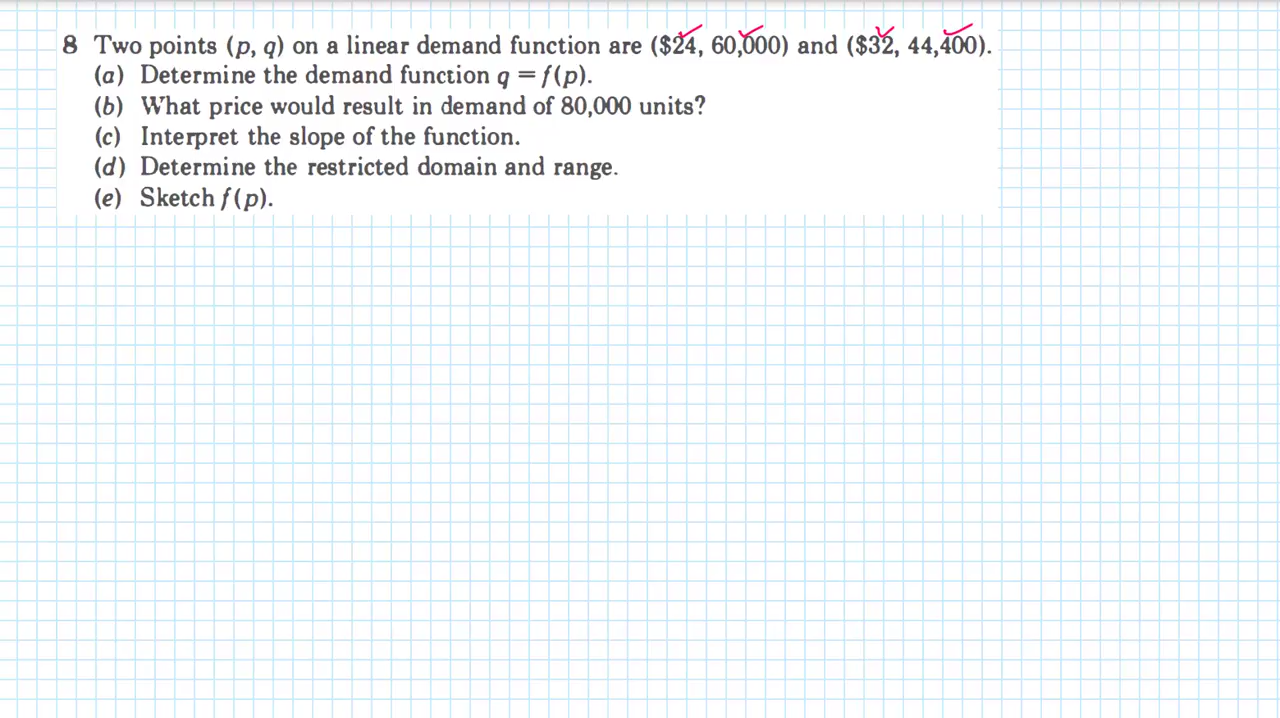 8 Two points (p, q) on a linear demand function are ($24, 60,000) and ($32, 44,400).
(a) Determine the demand function q = f(p).
(b) What price would result in demand of 80,000 units?
(c) Interpret the slope of the function.
(d) Determine the restricted domain and range.
(e) Sketch f(p).